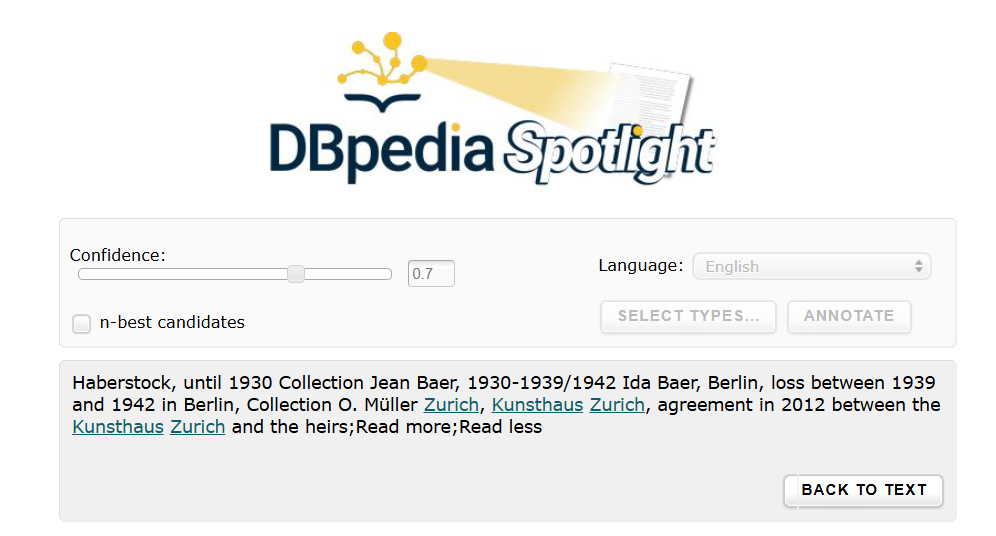 DBpedia Spotlight
Confidence:
0.7
Language: English
n-best candidates
SELECT TYPES... ANNOTATE
Haberstock, until 1930 Collection Jean Baer, 1930-1939/1942 Ida Baer, Berlin, loss between 1939
and 1942 in Berlin, Collection O. Müller Zurich, Kunsthaus Zurich, agreement in 2012 between the
Kunsthaus Zurich and the heirs;Read more;Read less
BACK TO TEXT